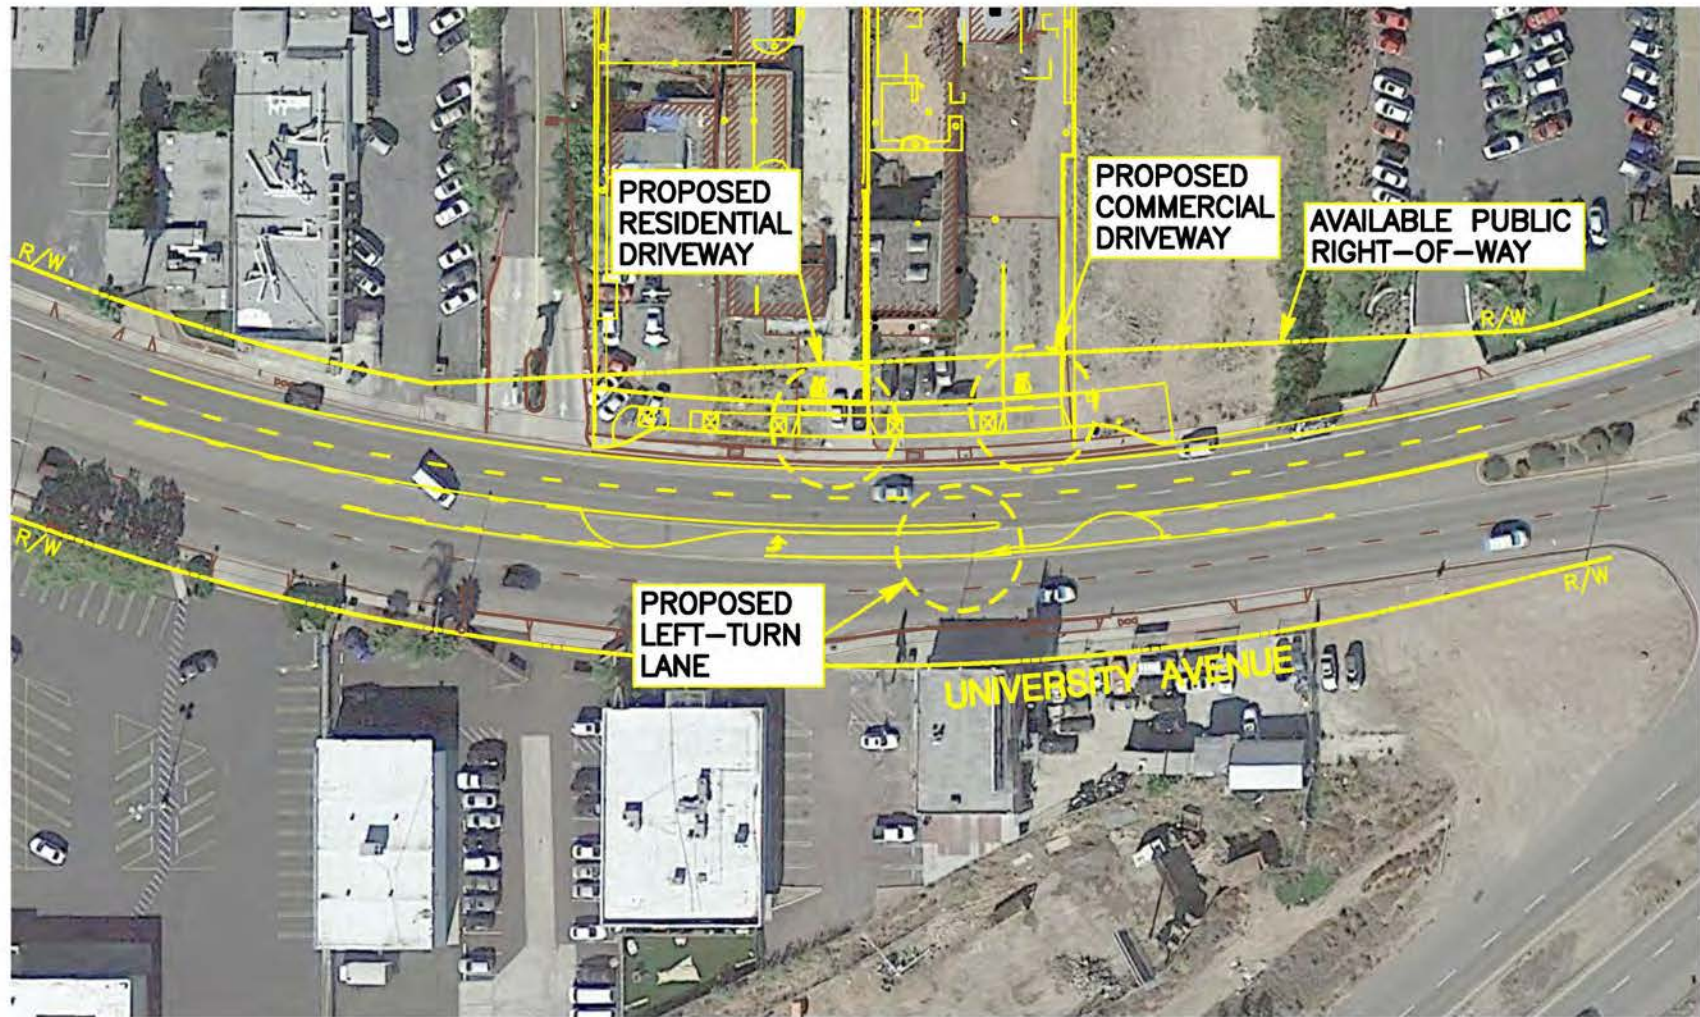 PROPOSED
RESIDENTIAL
DRIVEWAY
PROPOSED
COMMERCIAL
DRIVEWAY
AVAILABLE PUBLIC
RIGHT-OF-WAY
R/W
R/W
R/W
R/W
PROPOSED
LEFT-TURN
LANE
UNIVERSITY AVENUE